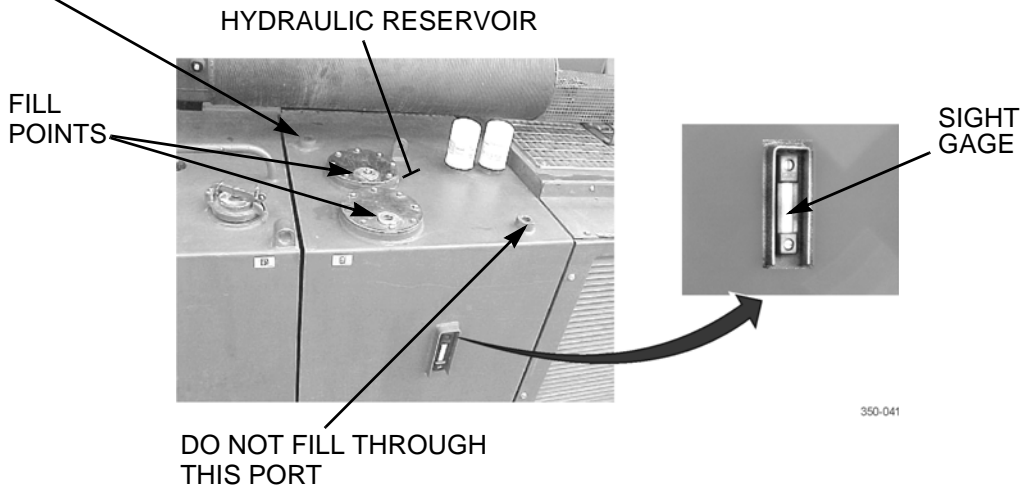 HYDRAULIC RESERVOIR
FILL
POINTS
SIGHT
GAGE
350-041
DO NOT FILL THROUGH
THIS PORT